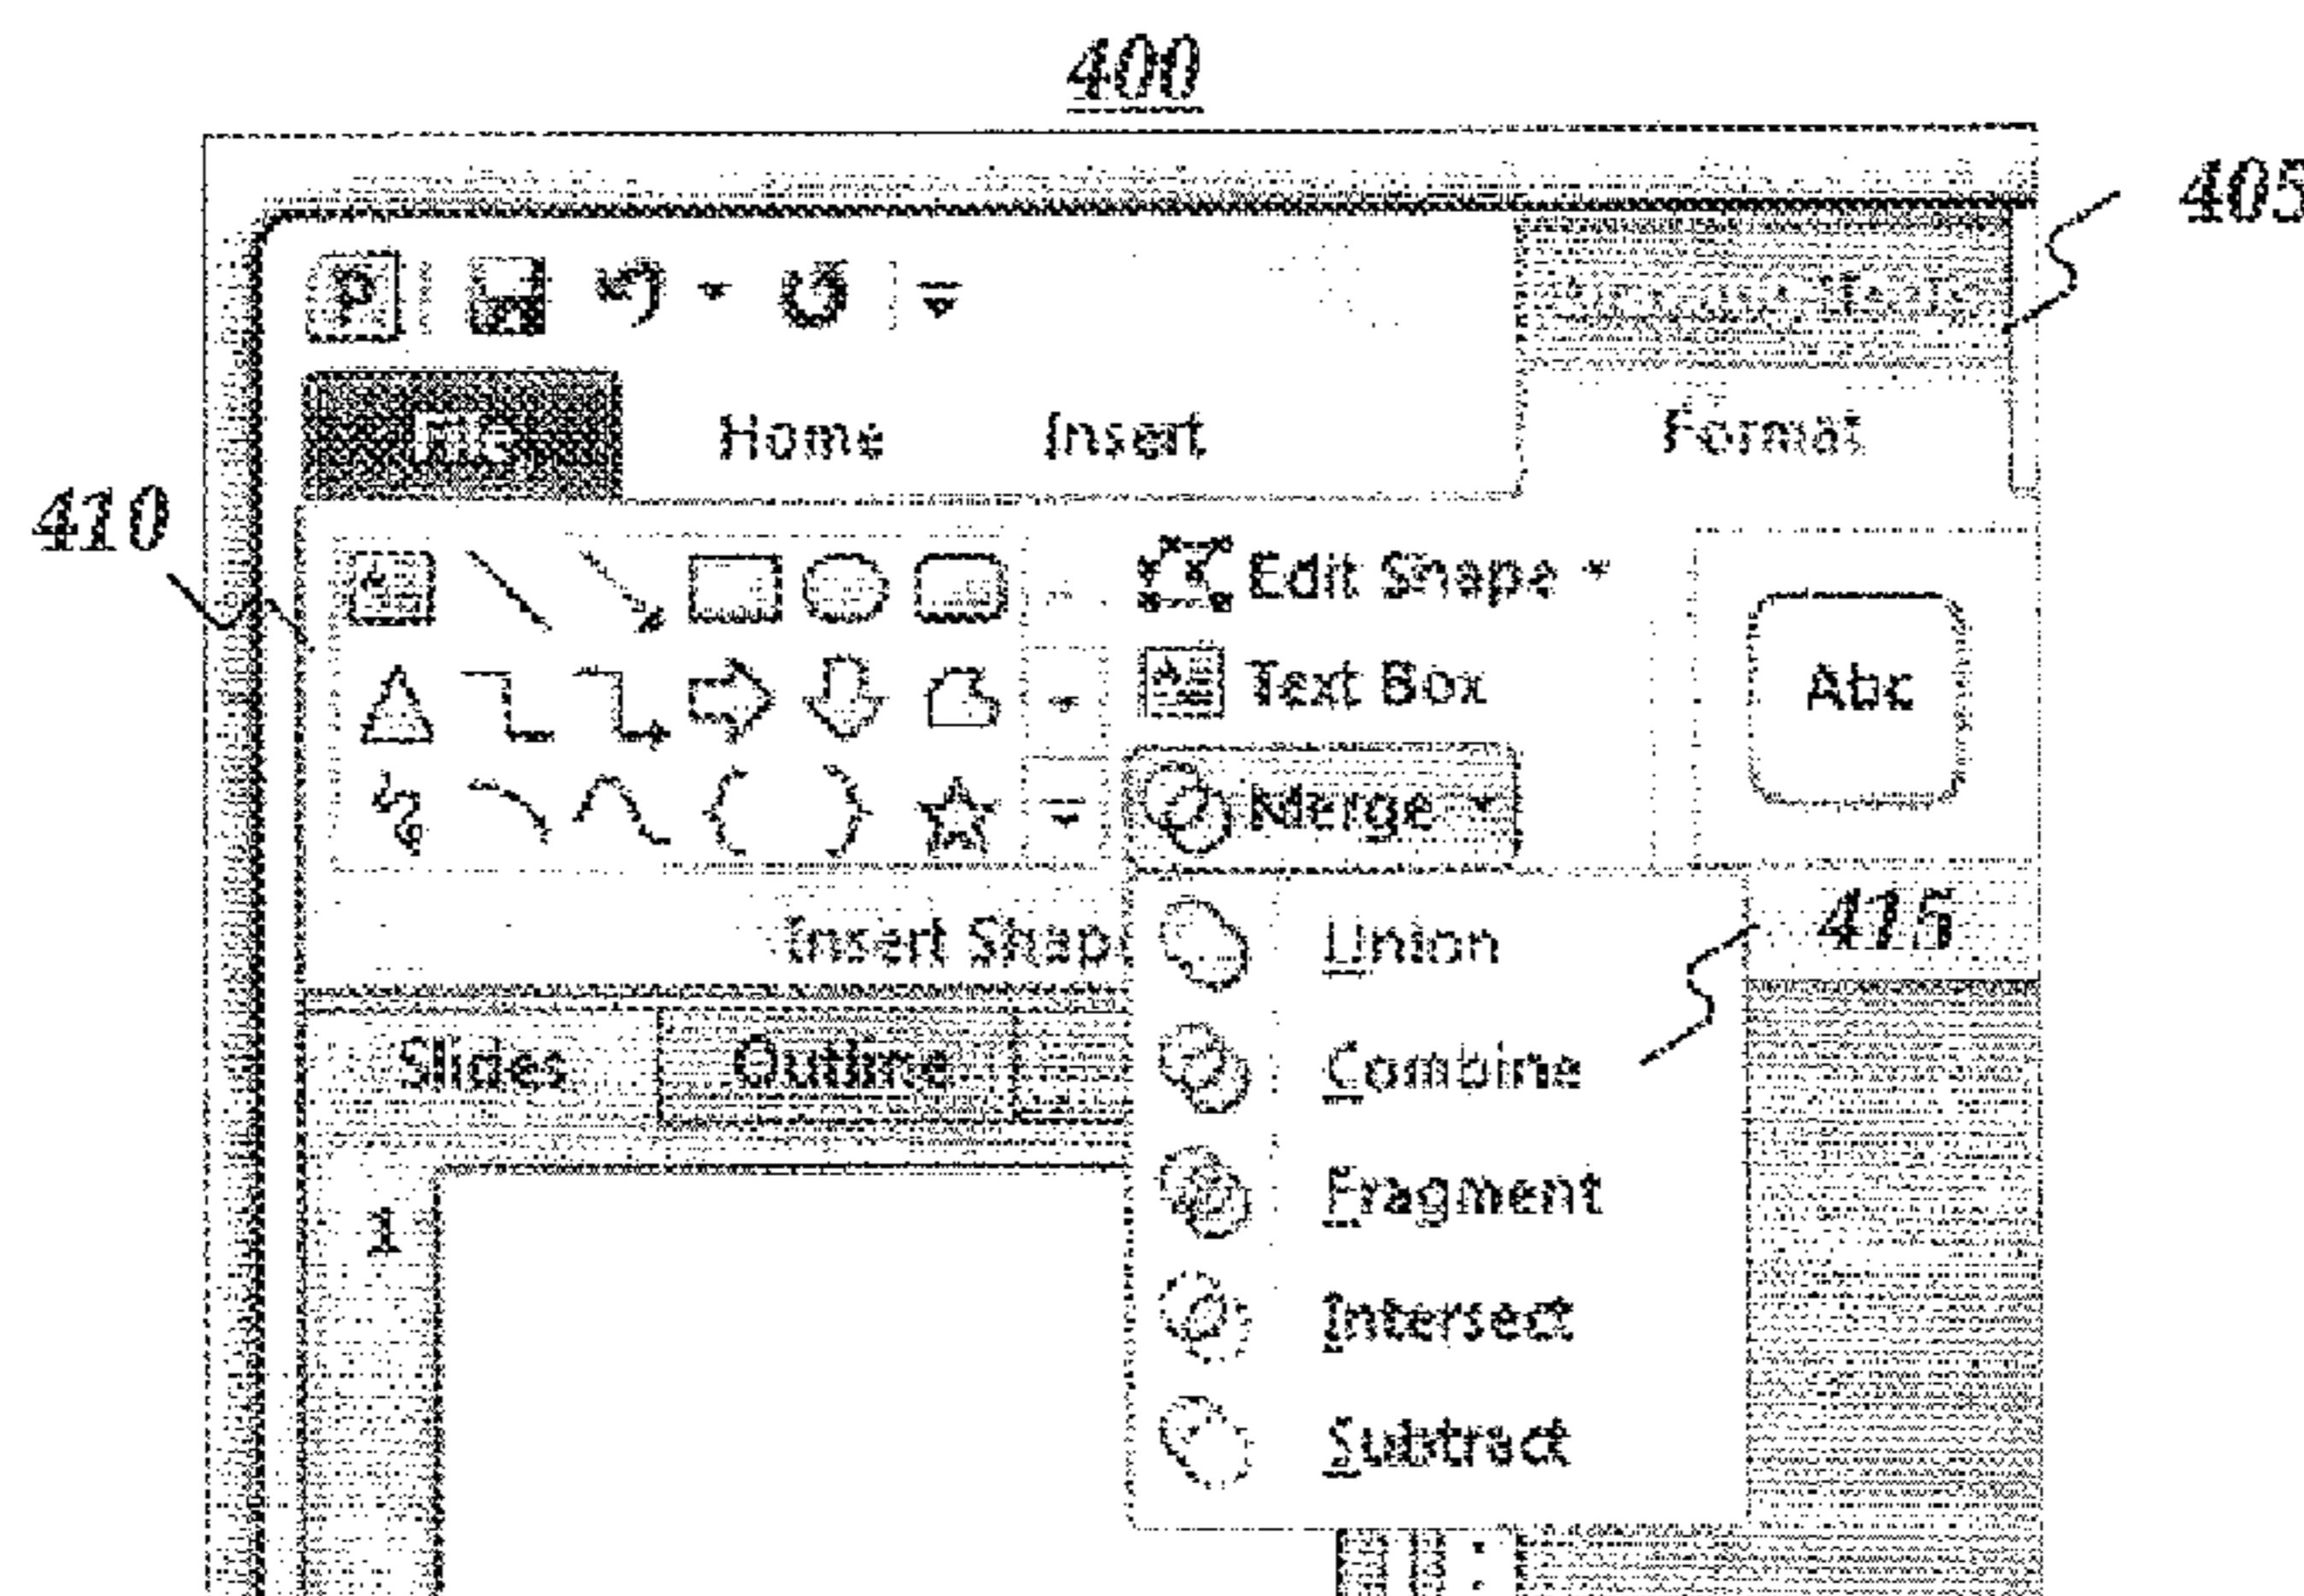 400
405
P
File Home Insert Format
410
Edit Shape
Text Box
Abc
Merge
Insert Shap
415
Union
Slides Outline
Combine
Fragment
1
Intersect
Subtract